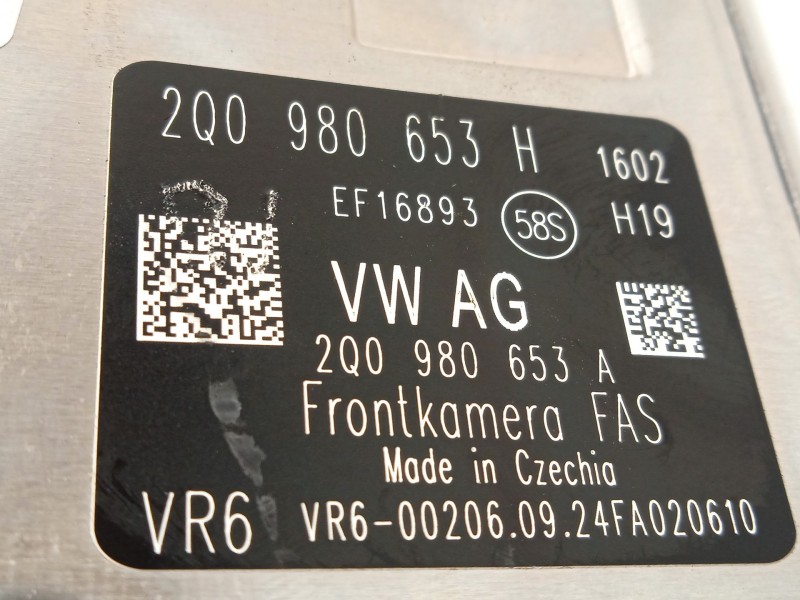 2Q0 980 653 H 1602
EF16893 58S H19
VW AG
2Q0 980 653 A
Frontkamera FAS
Made in Czechia
VR6 VR6-00206.09.24FA020610